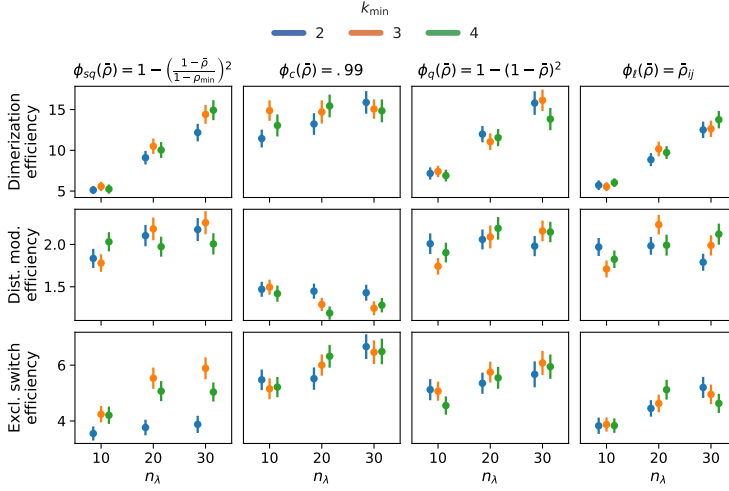 k_min
2 3 4
ϕ_sq(ρ̄) = 1 − (1−ρ̄ / 1−ρ_min)² ϕ_c(ρ̄) = .99 ϕ_q(ρ̄) = 1 − (1 − ρ̄)² ϕ_ℓ(ρ̄) = ρ̄_ij
Dimerization
efficiency
15
10
5
Dist. mod.
efficiency
2.0
1.5
Excl. switch
efficiency
6
4
10 20 30 10 20 30 10 20 30 10 20 30
n_λ n_λ n_λ n_λ